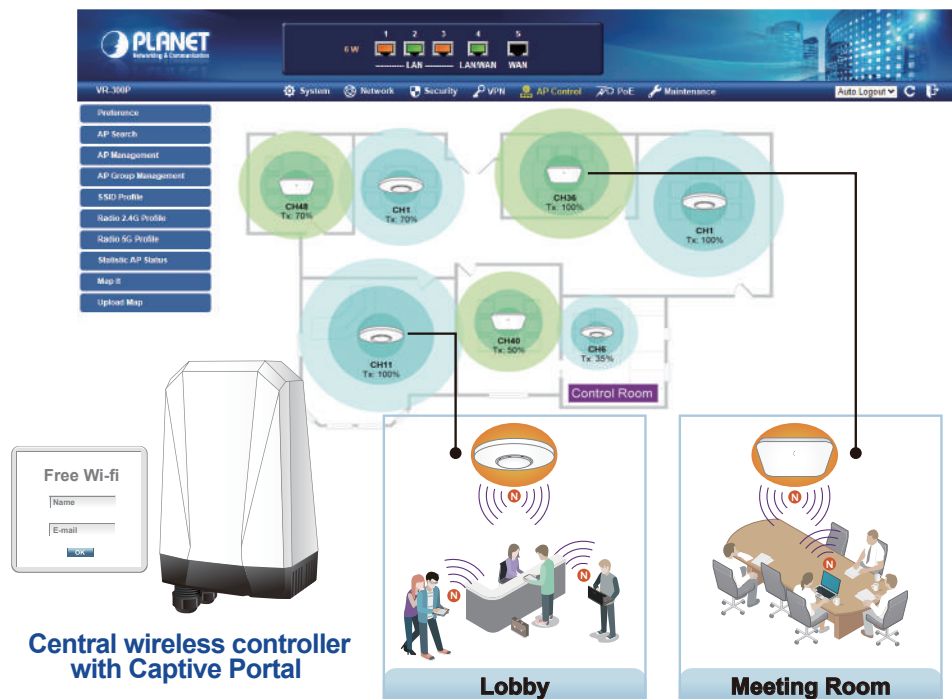 PLANET
Networking & Communication
1 2 3 4 5
6 W
LAN LAN/WAN WAN
VR-300P
System Network Security VPN AP Control PoE Maintenance
Auto Logout
Preference
AP Search
AP Management
AP Group Management
SSID Profile
Radio 2.4G Profile
Radio 5G Profile
Statistic AP Status
Map It
Upload Map
CH48
Tx: 70%
CH1
Tx: 70%
CH36
Tx: 100%
CH1
Tx: 100%
CH11
Tx: 100%
CH40
Tx: 50%
CH6
Tx: 35%
Control Room
Free Wi-fi
Name
E-mail
OK
N
N
N
N
N
Central wireless controller
with Captive Portal
Lobby
Meeting Room